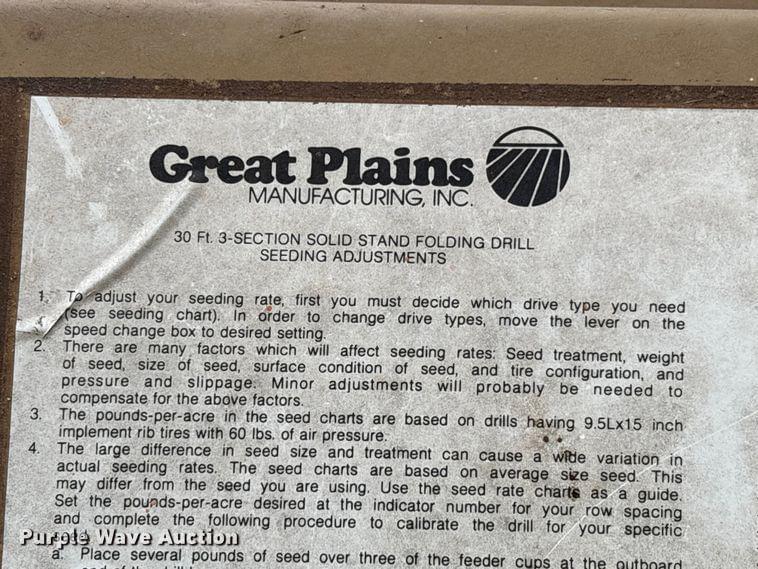 Great Plains
MANUFACTURING, INC.
30 Ft. 3-SECTION SOLID STAND FOLDING DRILL
SEEDING ADJUSTMENTS
1. To adjust your seeding rate, first you must decide which drive type you need
(see seeding chart). In order to change drive types, move the lever on the
speed change box to desired setting.
2. There are many factors which will affect seeding rates: Seed treatment, weight
of seed, size of seed, surface condition of seed, and tire configuration, and
pressure and slippage. Minor adjustments will probably be needed to
compensate for the above factors.
3. The pounds-per-acre in the seed charts are based on drills having 9.5Lx15 inch
implement rib tires with 60 lbs. of air pressure.
4. The large difference in seed size and treatment can cause a wide variation in
actual seeding rates. The seed charts are based on average size seed. This
may differ from the seed you are using. Use the seed rate charts as a guide.
Set the pounds-per-acre desired at the indicator number for your row spacing
and complete the following procedure to calibrate the drill for your specific
Purple Wave Auction
a. Place several pounds of seed over three of the feeder cups at the outboard